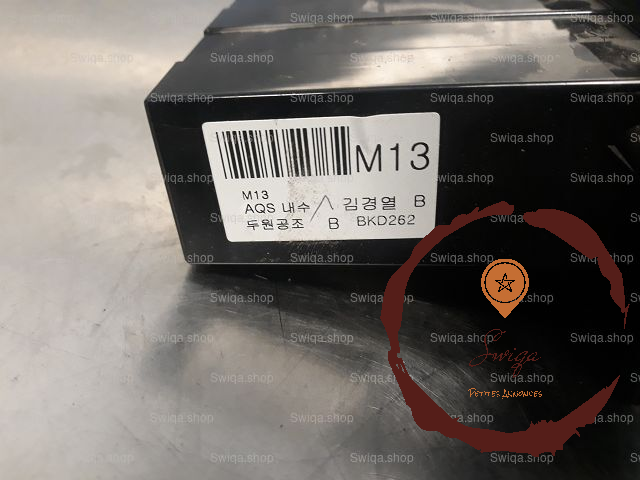 M13
M13
AQS 내수 김경열 B
두원공조 B BKD262
Swiqa
Petites Annonces
Swiqa.shop